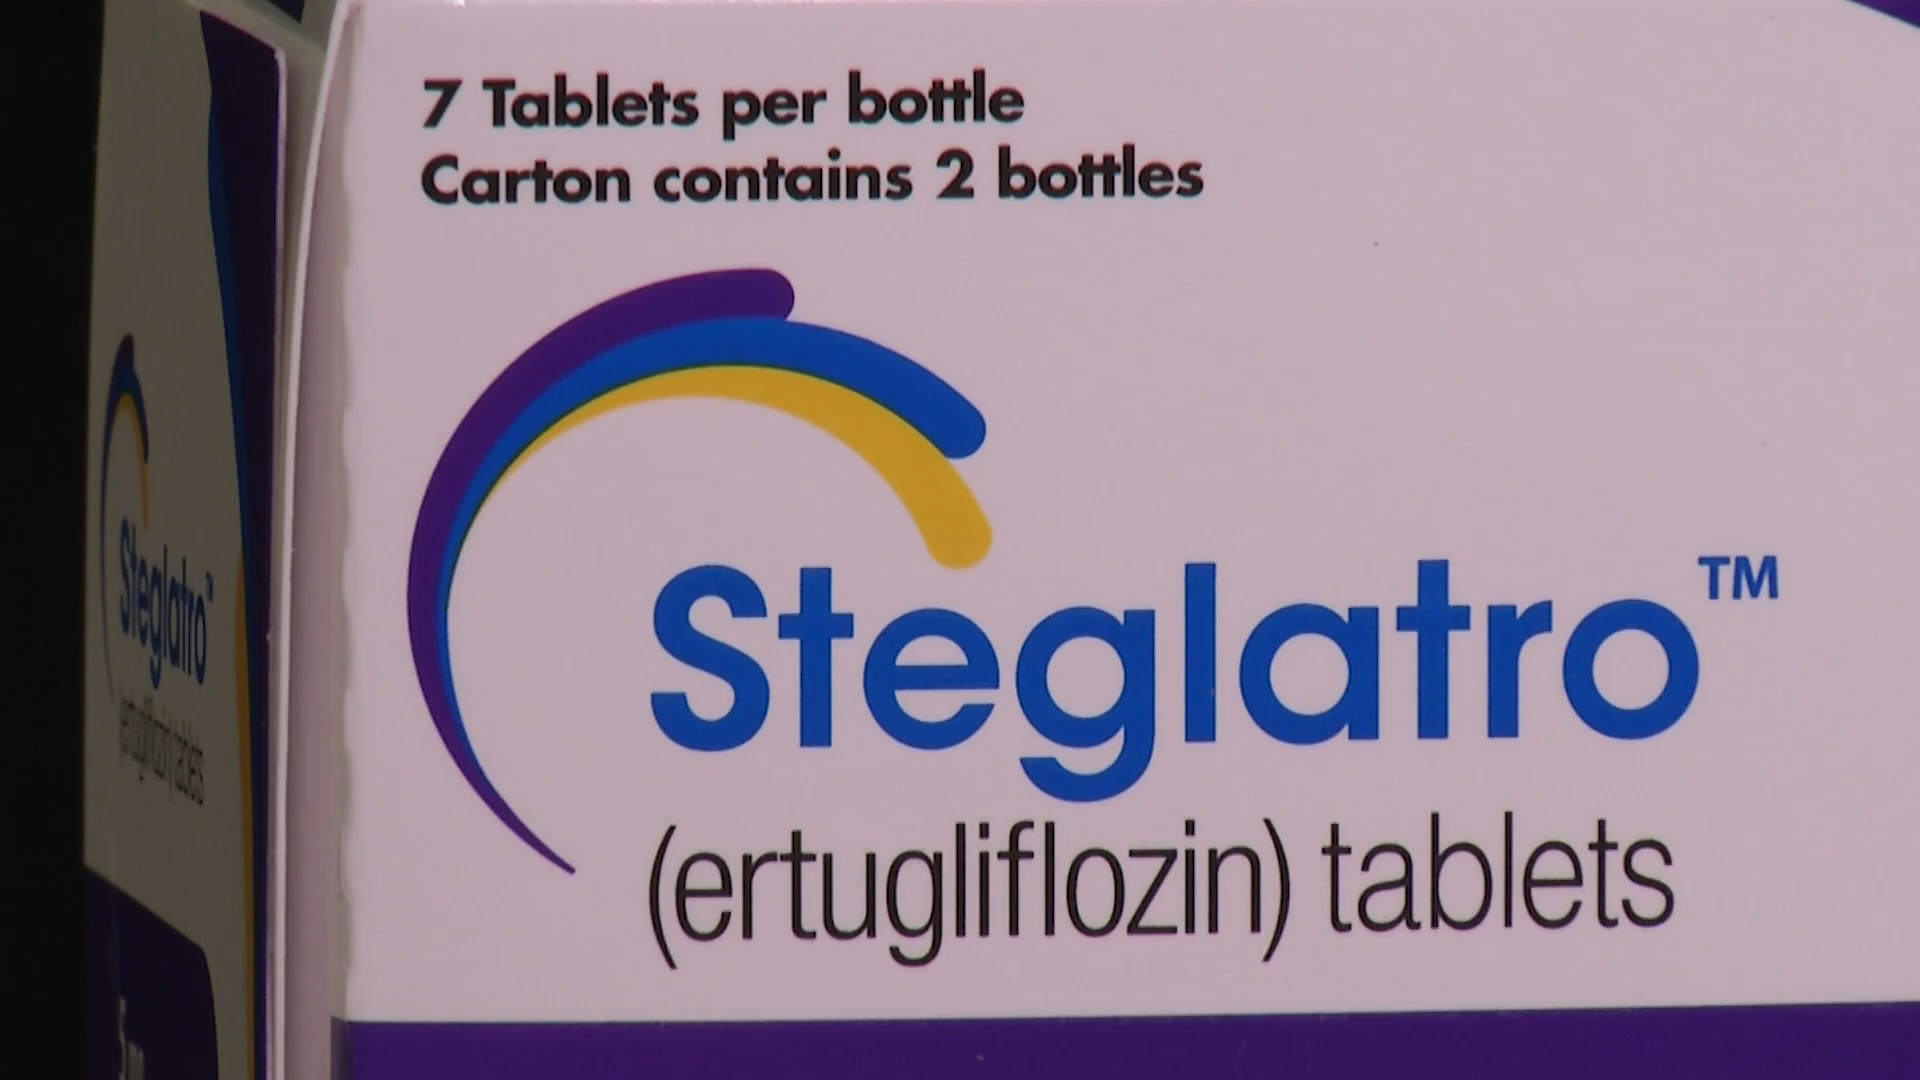 7 Tablets per bottle
Carton contains 2 bottles
Steglatro™
(ertugliflozin) tablets
Steglatro™
(ertugliflozin) tablets